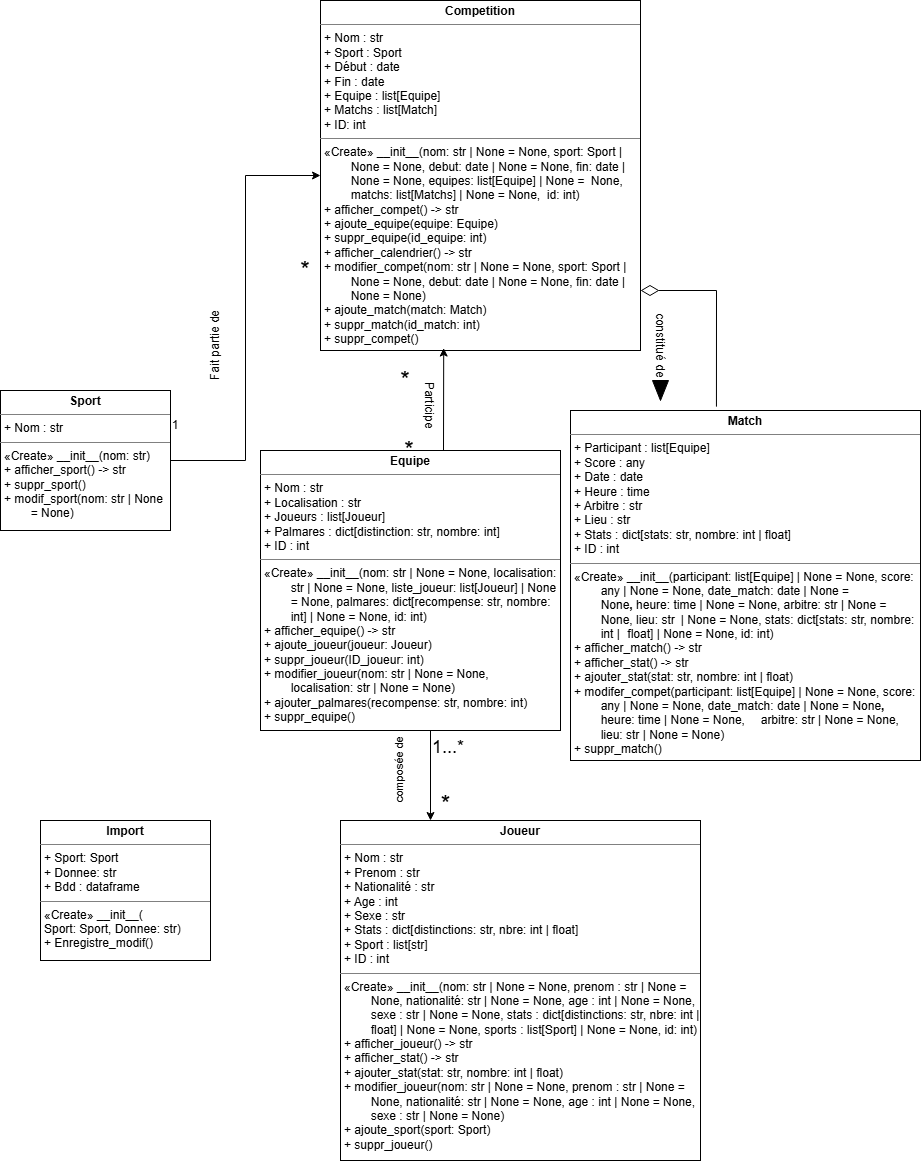 Competition
+ Nom : str
+ Sport : Sport
+ Début : date
+ Fin : date
+ Equipe : list[Equipe]
+ Matchs : list[Match]
+ ID: int
«Create» __init__(nom: str | None = None, sport: Sport |
None = None, debut: date | None = None, fin: date |
None = None, equipes: list[Equipe] | None = None,
matchs: list[Matchs] | None = None, id: int)
+ afficher_compet() -> str
+ ajoute_equipe(equipe: Equipe)
+ suppr_equipe(id_equipe: int)
+ afficher_calendrier() -> str
+ modifier_compet(nom: str | None = None, sport: Sport |
None = None, debut: date | None = None, fin: date |
None = None)
+ ajoute_match(match: Match)
+ suppr_match(id_match: int)
+ suppr_compet()
*
Fait partie de
1
Sport
+ Nom : str
«Create» __init__(nom: str)
+ afficher_sport() -> str
+ suppr_sport()
+ modif_sport(nom: str | None
= None)
*
Participe
*
constitué de
Equipe
+ Nom : str
+ Localisation : str
+ Joueurs : list[Joueur]
+ Palmares : dict[distinction: str, nombre: int]
+ ID : int
«Create» __init__(nom: str | None = None, localisation:
str | None = None, liste_joueur: list[Joueur] | None
= None, palmares: dict[recompense: str, nombre:
int] | None = None, id: int)
+ afficher_equipe() -> str
+ ajoute_joueur(joueur: Joueur)
+ suppr_joueur(ID_joueur: int)
+ modifier_joueur(nom: str | None = None,
localisation: str | None = None)
+ ajouter_palmares(recompense: str, nombre: int)
+ suppr_equipe()
Match
+ Participant : list[Equipe]
+ Score : any
+ Date : date
+ Heure : time
+ Arbitre : str
+ Lieu : str
+ Stats : dict[stats: str, nombre: int | float]
+ ID : int
«Create» __init__(participant: list[Equipe] | None = None, score:
any | None = None, date_match: date | None =
None, heure: time | None = None, arbitre: str | None =
None, lieu: str | None = None, stats: dict[stats: str, nombre:
int | float] | None = None, id: int)
+ afficher_match() -> str
+ afficher_stat() -> str
+ ajouter_stat(stat: str, nombre: int | float)
+ modifer_compet(participant: list[Equipe] | None = None, score:
any | None = None, date_match: date | None = None,
heure: time | None = None, arbitre: str | None = None,
lieu: str | None = None)
+ suppr_match()
composée de
1...*
*
Import
+ Sport: Sport
+ Donnee: str
+ Bdd : dataframe
«Create» __init__(
Sport: Sport, Donnee: str)
+ Enregistre_modif()
Joueur
+ Nom : str
+ Prenom : str
+ Nationalité : str
+ Age : int
+ Sexe : str
+ Stats : dict[distinctions: str, nbre: int | float]
+ Sport : list[str]
+ ID : int
«Create» __init__(nom: str | None = None, prenom : str | None =
None, nationalité: str | None = None, age : int | None = None,
sexe : str | None = None, stats : dict[distinctions: str, nbre: int |
float] | None = None, sports : list[Sport] | None = None, id: int)
+ afficher_joueur() -> str
+ afficher_stat() -> str
+ ajouter_stat(stat: str, nombre: int | float)
+ modifier_joueur(nom: str | None = None, prenom : str | None =
None, nationalité: str | None = None, age : int | None = None,
sexe : str | None = None)
+ ajoute_sport(sport: Sport)
+ suppr_joueur()